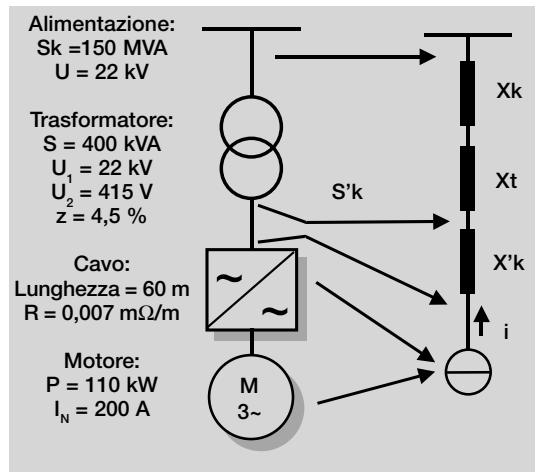 Alimentazione:
Sk =150 MVA
U = 22 kV
Trasformatore:
S = 400 kVA
U₁ = 22 kV
U₂ = 415 V
z = 4,5 %
Cavo:
Lunghezza = 60 m
R = 0,007 mΩ/m
Motore:
P = 110 kW
I_N = 200 A
~
~
M
3~
S'k
Xk
Xt
X'k
i